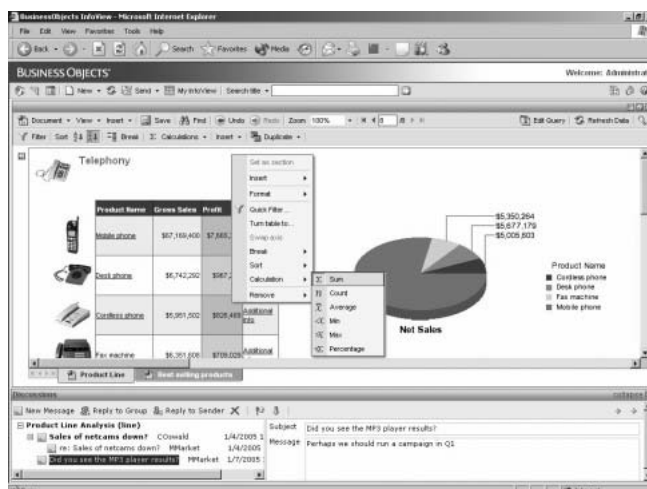 BusinessObjects InfoView - Microsoft Internet Explorer
File Edit View Favorites Tools Help
Back Search Favorites Media
BUSINESS OBJECTS Welcome: Administrat
New Send My InfoView Search title
Document View Insert Save Find Undo Redo Zoom 100% Edit Query Refresh Data
Filter Sort Break Σ Calculations Insert Duplicate
Telephony
Product Name Gross Sales Profit
Mobile phone $67,169,400
Desk phone $6,742,292
Cordless phone $5,951,502 Additional info
Fax machine $6,351,608 Additional
Set as section
Insert
Format
Quick Filter ...
Turn table to...
Swap axis
Break
Sort
Calculation
Remove
Σ Sum
Count
Average
Min
Max
Percentage
$5,350,264
$5,677,179
$5,005,603
Net Sales
Product Name
Cordless phone
Desk phone
Fax machine
Mobile phone
Product Line Best selling products
Discussions
New Message Reply to Group Reply to Sender
Product Line Analysis (line)
Sales of netcams down? COswald 1/4/2005 1
re: Sales of netcams down? MMarket 1/4/2005
Did you see the MP3 player results? MMarket 1/7/2005
Subject Did you see the MP3 player results?
Message Perhaps we should run a campaign in Q1